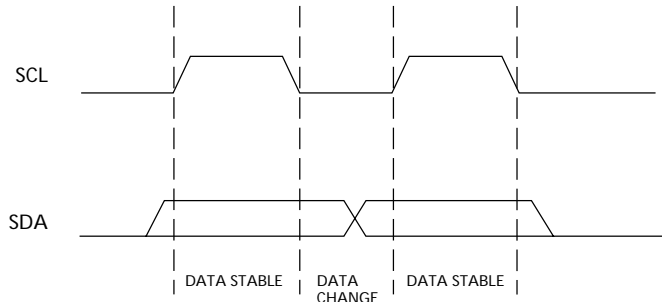 SCL
SDA
DATA STABLE
DATA
CHANGE
DATA STABLE